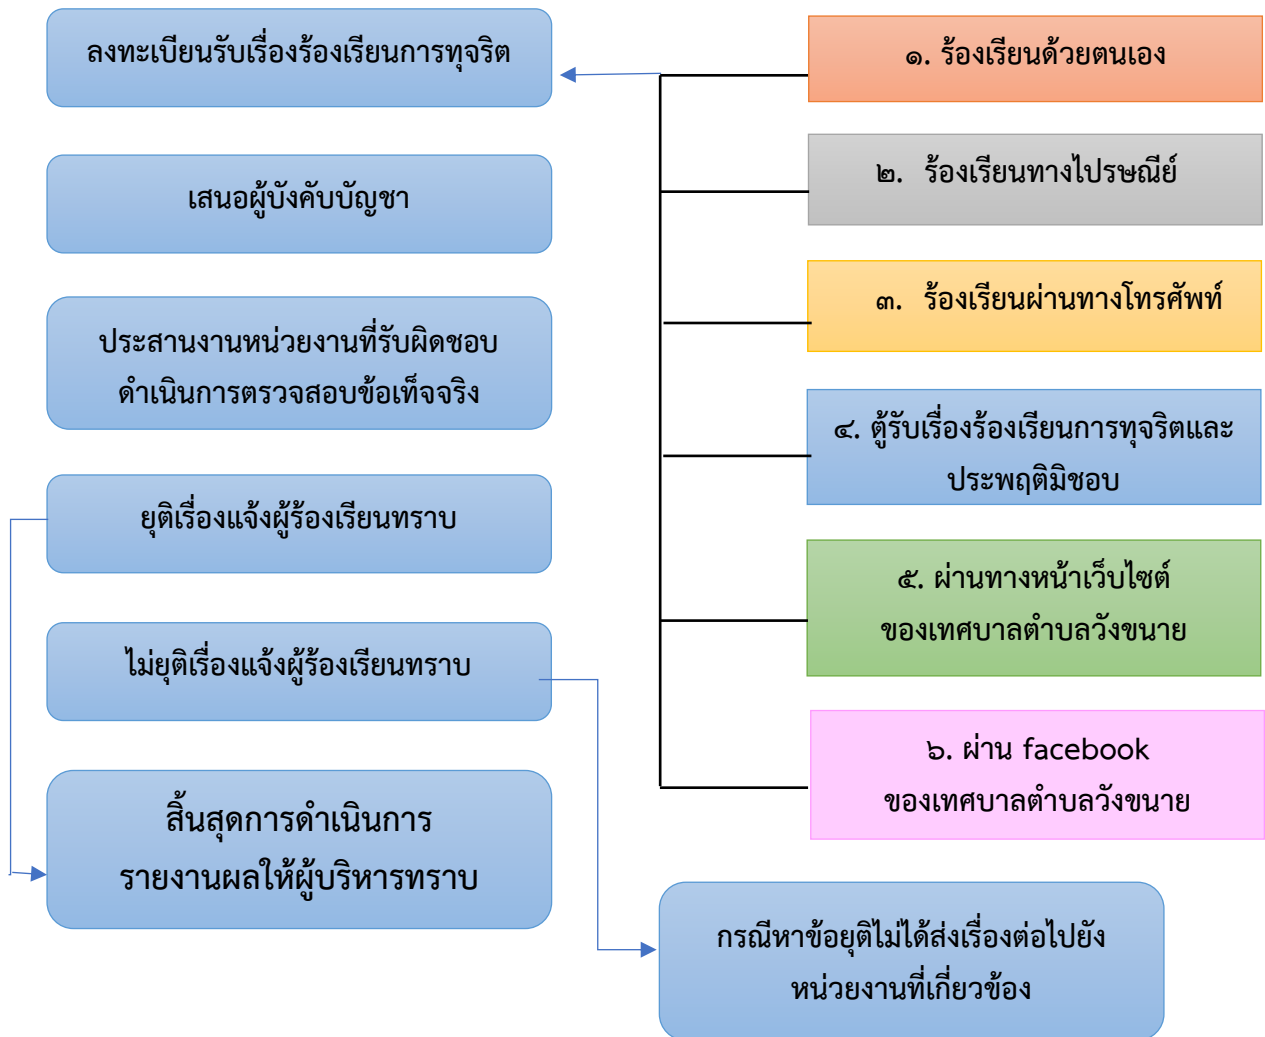 ลงทะเบียนรับเรื่องร้องเรียนการทุจริต
เสนอผู้บังคับบัญชา
ประสานงานหน่วยงานที่รับผิดชอบ
ดำเนินการตรวจสอบข้อเท็จจริง
ยุติเรื่องแจ้งผู้ร้องเรียนทราบ
ไม่ยุติเรื่องแจ้งผู้ร้องเรียนทราบ
สิ้นสุดการดำเนินการ
รายงานผลให้ผู้บริหารทราบ
๑. ร้องเรียนด้วยตนเอง
๒. ร้องเรียนทางไปรษณีย์
๓. ร้องเรียนผ่านทางโทรศัพท์
๔. ตู้รับเรื่องร้องเรียนการทุจริตและ
ประพฤติมิชอบ
๕. ผ่านทางหน้าเว็บไซต์
ของเทศบาลตำบลวังขนาย
๖. ผ่าน facebook
ของเทศบาลตำบลวังขนาย
กรณีหาข้อยุติไม่ได้ส่งเรื่องต่อไปยัง
หน่วยงานที่เกี่ยวข้อง